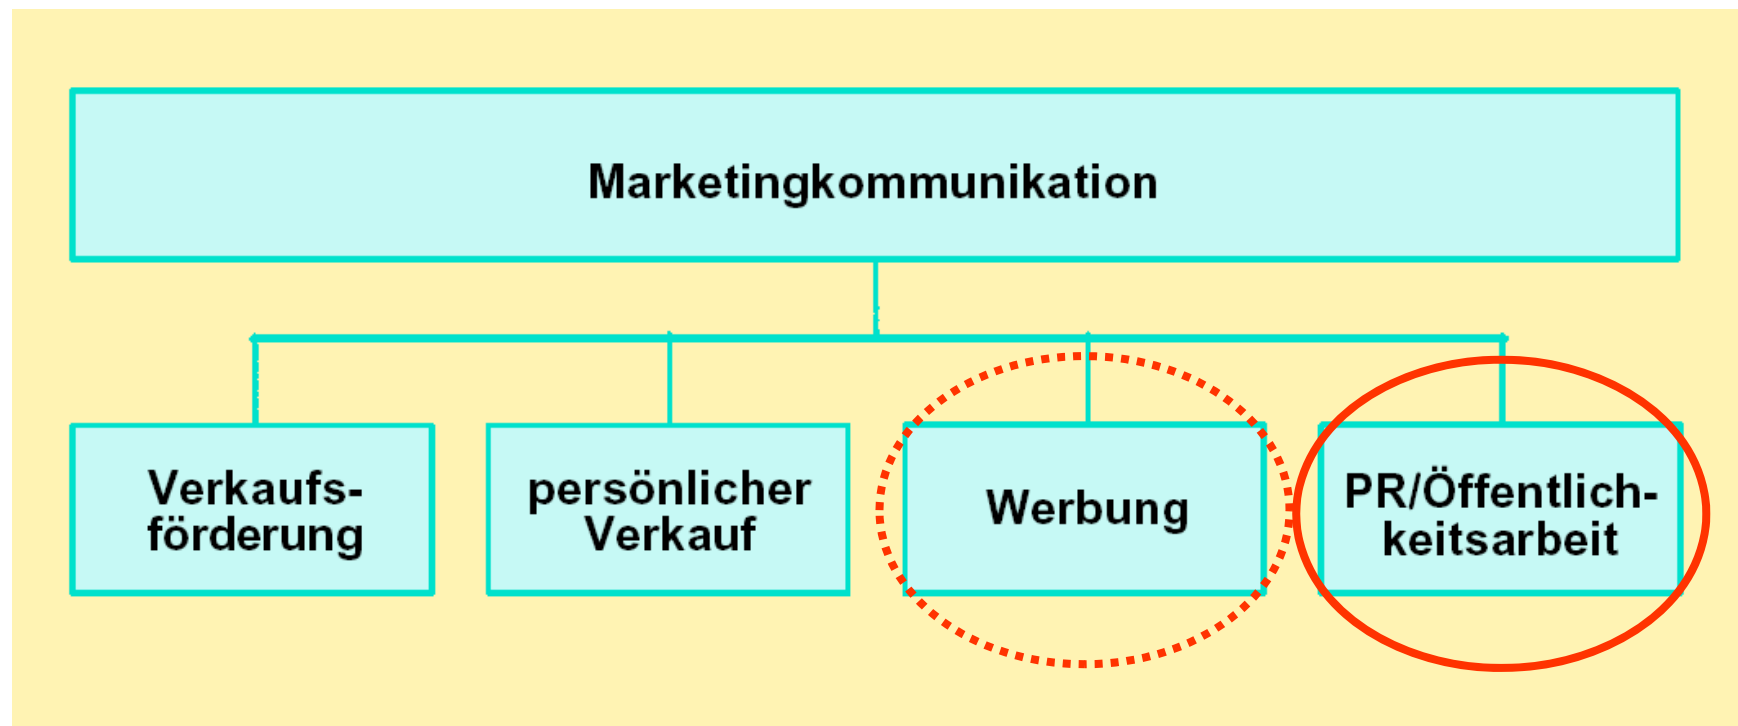 Marketingkommunikation
Verkaufs-
förderung
persönlicher
Verkauf
Werbung
PR/Öffentlich-
keitsarbeit